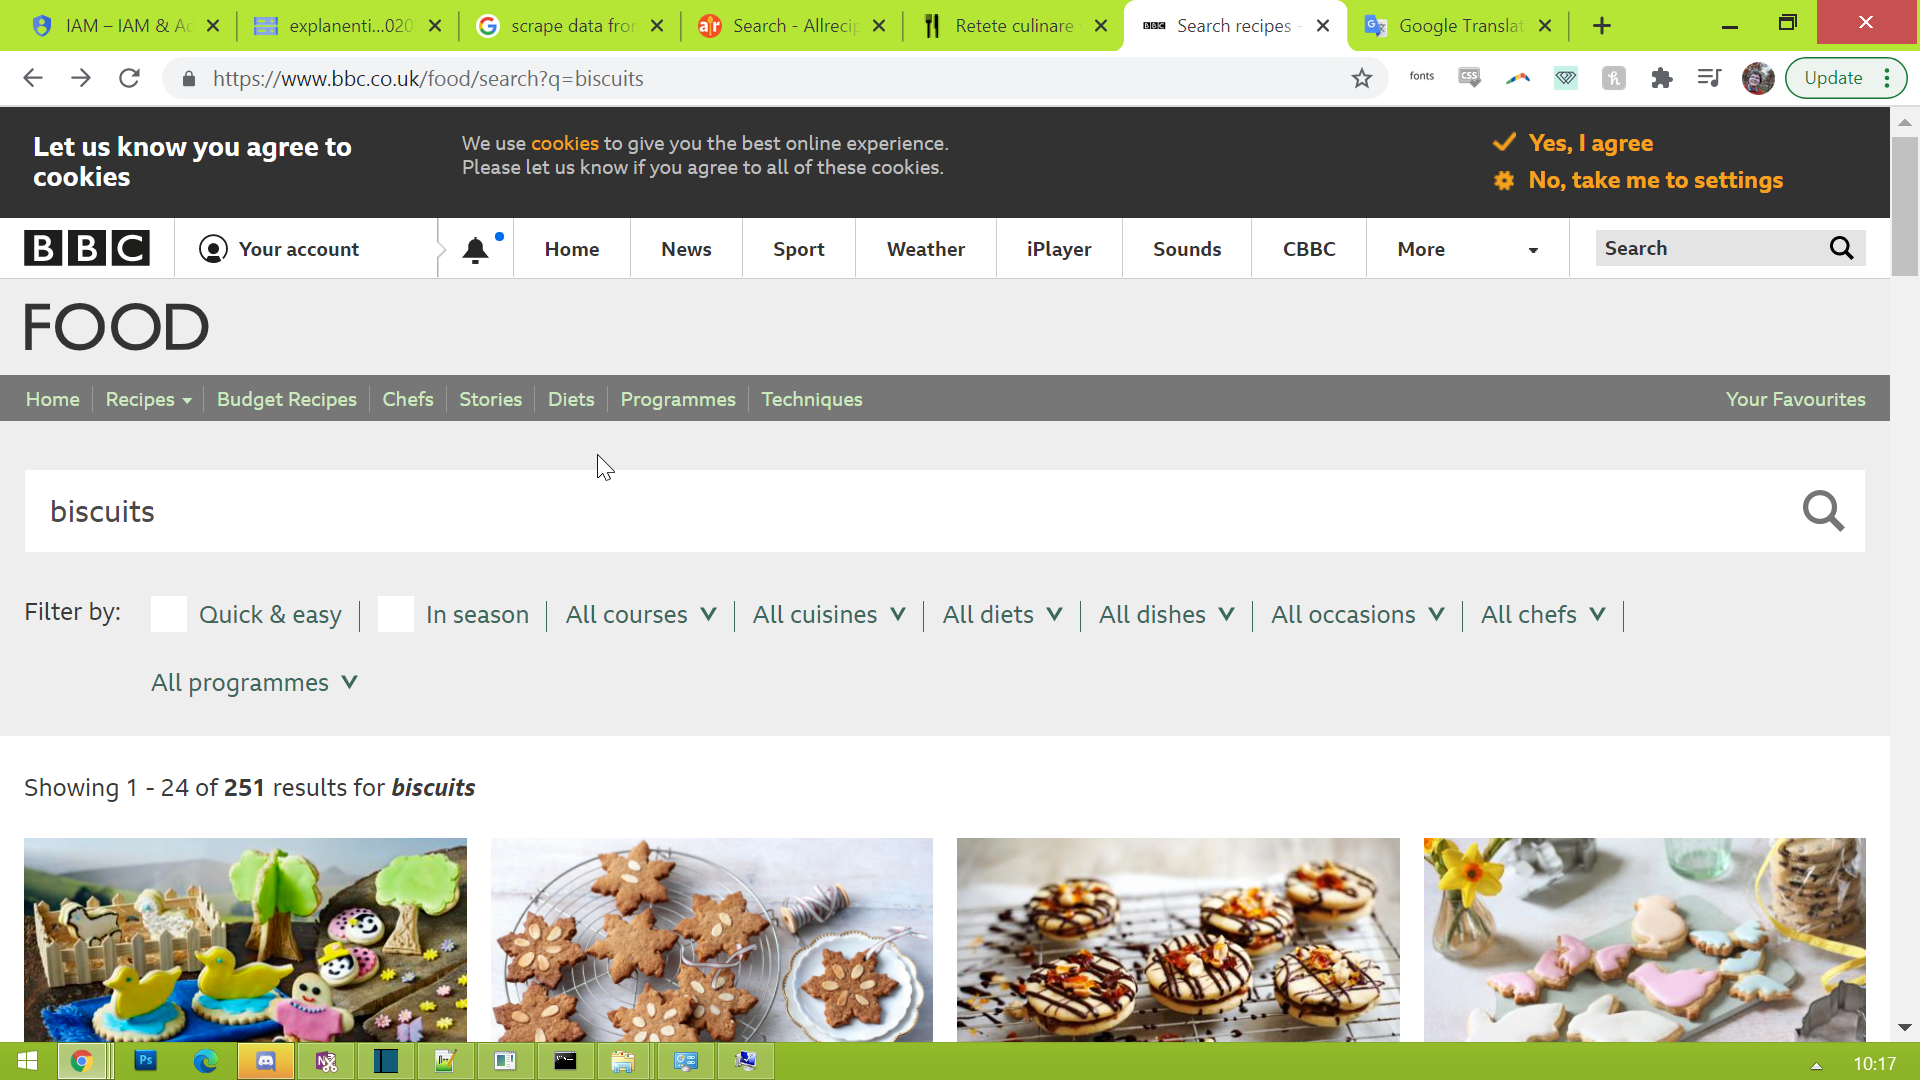 IAM – IAM & Ad
explanenti...020
scrape data from
Search - Allrecip
Retete culinare
BBC
Search recipes -
Google Translat
https://www.bbc.co.uk/food/search?q=biscuits
fonts
CSS
Update
Let us know you agree to
cookies
We use cookies to give you the best online experience.
Please let us know if you agree to all of these cookies.
Yes, I agree
No, take me to settings
BBC
Your account
Home
News
Sport
Weather
iPlayer
Sounds
CBBC
More
Search
FOOD
Home
Recipes
Budget Recipes
Chefs
Stories
Diets
Programmes
Techniques
Your Favourites
biscuits
Filter by:
Quick & easy
In season
All courses
All cuisines
All diets
All dishes
All occasions
All chefs
All programmes
Showing 1 - 24 of 251 results for biscuits
Ps
10:17